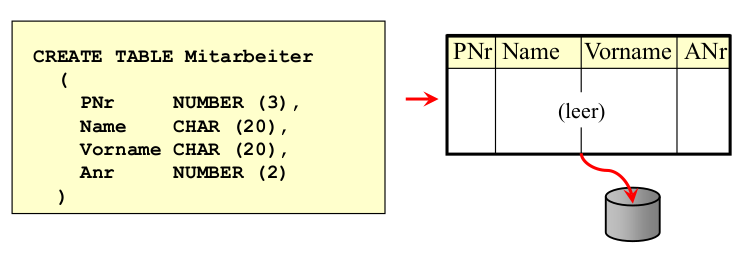 CREATE TABLE Mitarbeiter
(
PNr NUMBER (3),
Name CHAR (20),
Vorname CHAR (20),
Anr NUMBER (2)
)
PNr Name Vorname ANr
(leer)